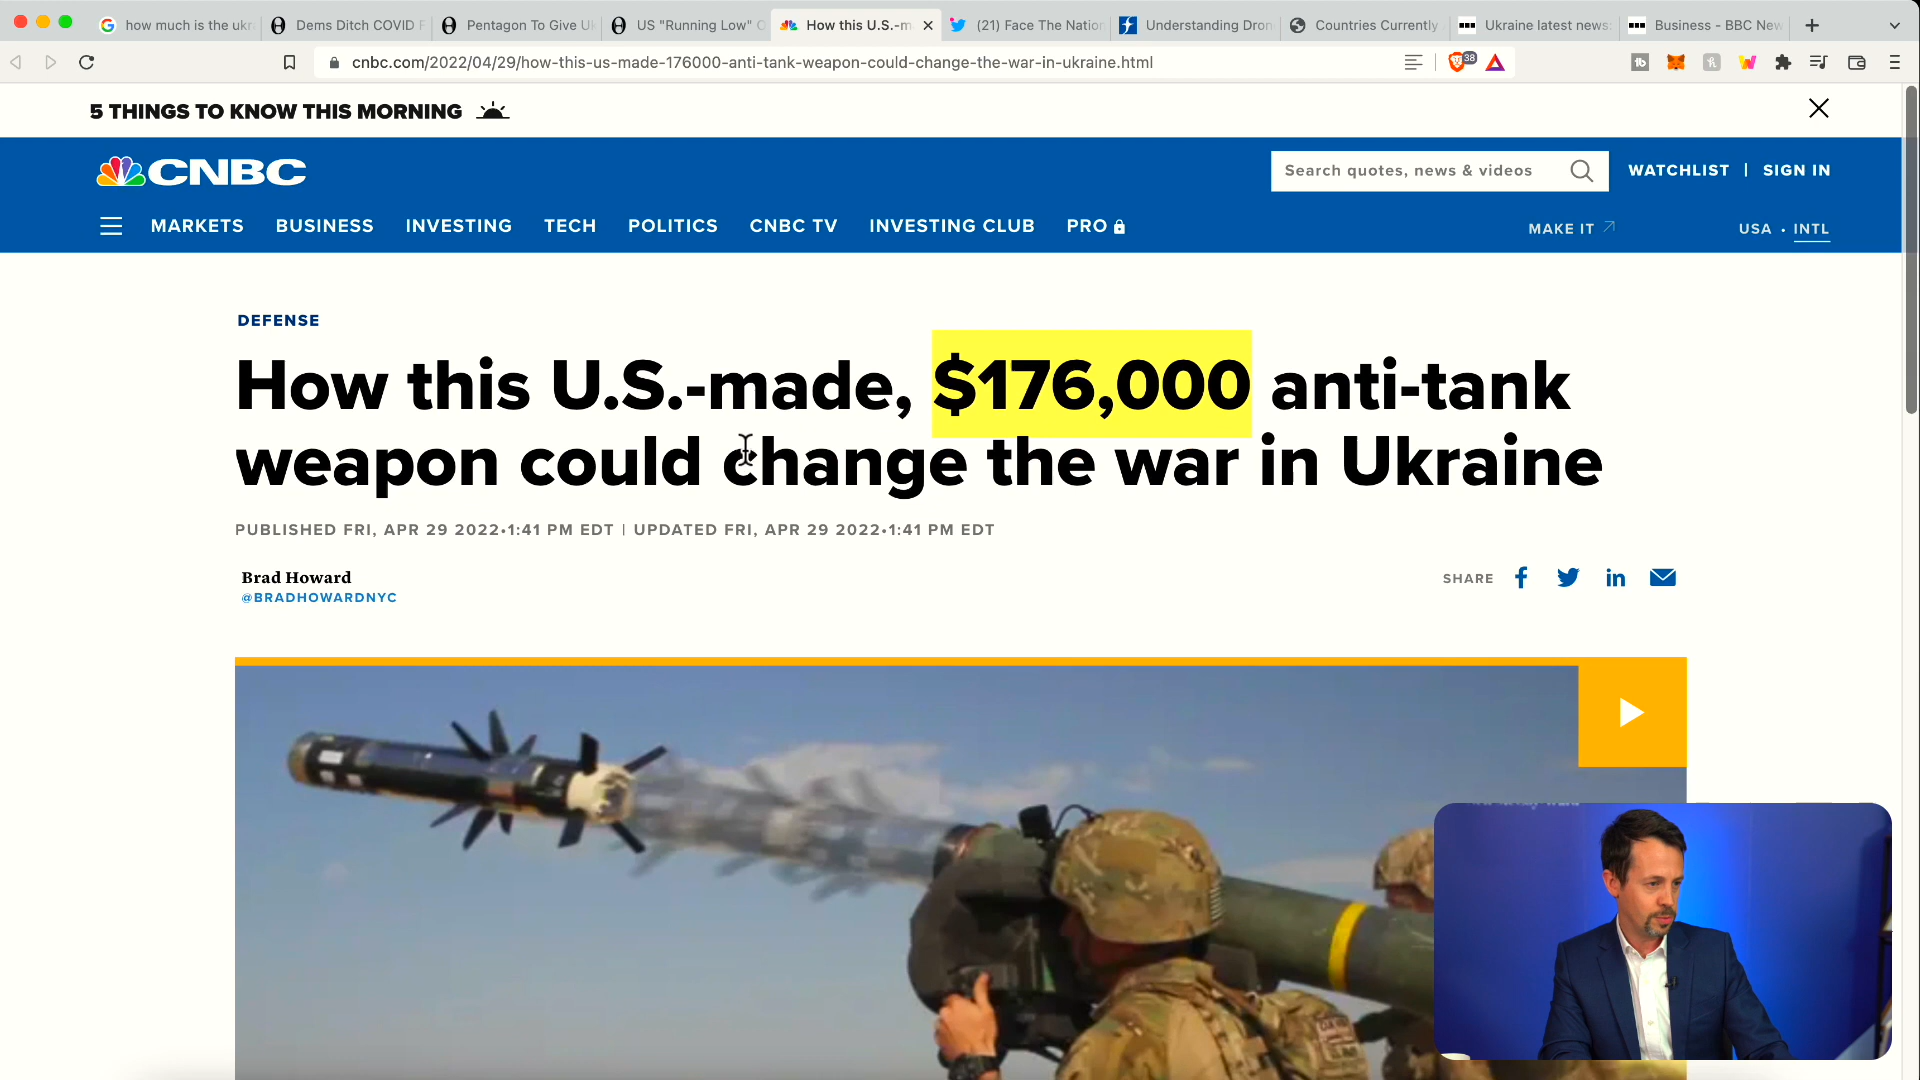 how much is the ukr
Dems Ditch COVID F
Pentagon To Give U
US "Running Low" O
How this U.S.-m
(21) Face The Nation
Understanding Dron
Countries Currently
Ukraine latest news:
Business - BBC New
cnbc.com/2022/04/29/how-this-us-made-176000-anti-tank-weapon-could-change-the-war-in-ukraine.html
38
5 THINGS TO KNOW THIS MORNING
CNBC
Search quotes, news & videos
WATCHLIST | SIGN IN
MARKETS BUSINESS INVESTING TECH POLITICS CNBC TV INVESTING CLUB PRO
MAKE IT
USA • INTL
DEFENSE
How this U.S.-made, $176,000 anti-tank
weapon could change the war in Ukraine
PUBLISHED FRI, APR 29 2022•1:41 PM EDT | UPDATED FRI, APR 29 2022•1:41 PM EDT
Brad Howard
@BRADHOWARDNYC
SHARE